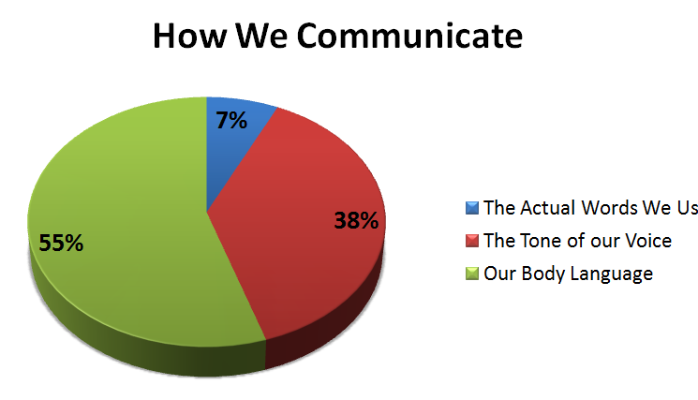 How We Communicate
7%
38%
55%
The Actual Words We Us
The Tone of our Voice
Our Body Language